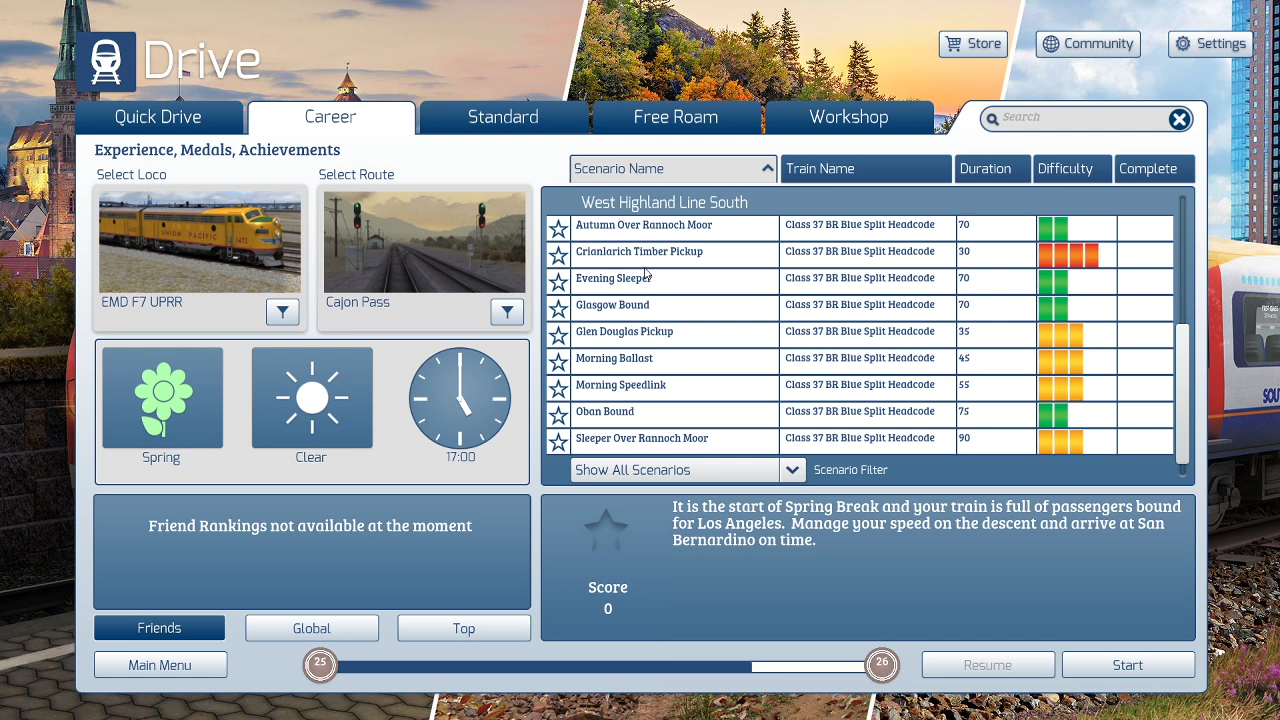 Drive
Store
Community
Settings
Quick Drive
Career
Standard
Free Roam
Workshop
Search
Experience, Medals, Achievements
Select Loco
Select Route
UNION PACIFIC
1472
EMD F7 UPRR
Cajon Pass
Scenario Name
Train Name
Duration
Difficulty
Complete
West Highland Line South
Autumn Over Rannoch Moor Class 37 BR Blue Split Headcode 70
Crianlarich Timber Pickup Class 37 BR Blue Split Headcode 30
Evening Sleeper Class 37 BR Blue Split Headcode 70
Glasgow Bound Class 37 BR Blue Split Headcode 70
Glen Douglas Pickup Class 37 BR Blue Split Headcode 35
Morning Ballast Class 37 BR Blue Split Headcode 45
Morning Speedlink Class 37 BR Blue Split Headcode 55
Oban Bound Class 37 BR Blue Split Headcode 75
Sleeper Over Rannoch Moor Class 37 BR Blue Split Headcode 90
Show All Scenarios
Scenario Filter
Spring
Clear
17:00
Friend Rankings not available at the moment
It is the start of Spring Break and your train is full of passengers bound
for Los Angeles. Manage your speed on the descent and arrive at San
Bernardino on time.
Score
0
Friends
Global
Top
Main Menu
25
26
Resume
Start
SOU